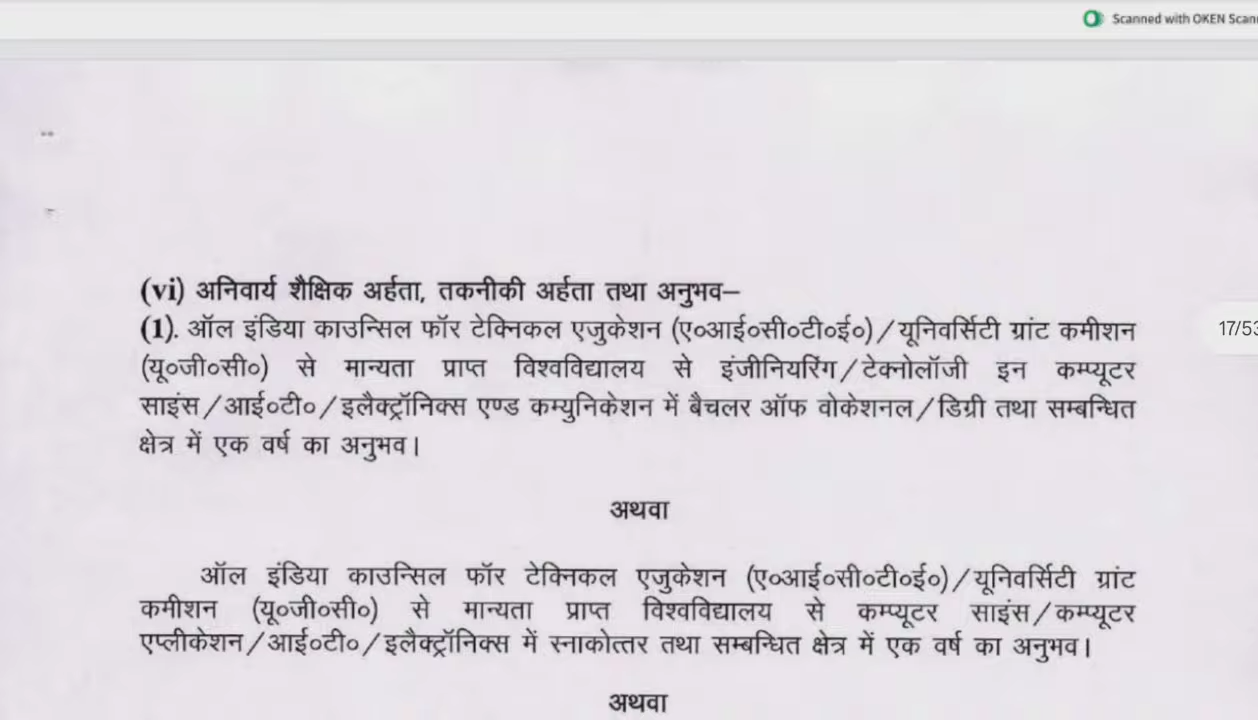 Scanned with OKEN Scan
(vi) अनिवार्य शैक्षिक अर्हता, तकनीकी अर्हता तथा अनुभव–
(1). ऑल इंडिया काउन्सिल फॉर टेक्निकल एजुकेशन (ए०आई०सी०टी०ई०)/यूनिवर्सिटी ग्रांट कमीशन
17/53
(यू०जी०सी०) से मान्यता प्राप्त विश्वविद्यालय से इंजीनियरिंग/टेक्नोलॉजी इन कम्प्यूटर
साइंस/आई०टी०/इलैक्ट्रॉनिक्स एण्ड कम्युनिकेशन में बैचलर ऑफ वोकेशनल/डिग्री तथा सम्बन्धित
क्षेत्र में एक वर्ष का अनुभव।
अथवा
ऑल इंडिया काउन्सिल फॉर टेक्निकल एजुकेशन (ए०आई०सी०टी०ई०)/यूनिवर्सिटी ग्रांट
कमीशन (यू०जी०सी०) से मान्यता प्राप्त विश्वविद्यालय से कम्प्यूटर साइंस/कम्प्यूटर
एप्लीकेशन/आई०टी०/इलैक्ट्रॉनिक्स में स्नाकोत्तर तथा सम्बन्धित क्षेत्र में एक वर्ष का अनुभव।
अथवा